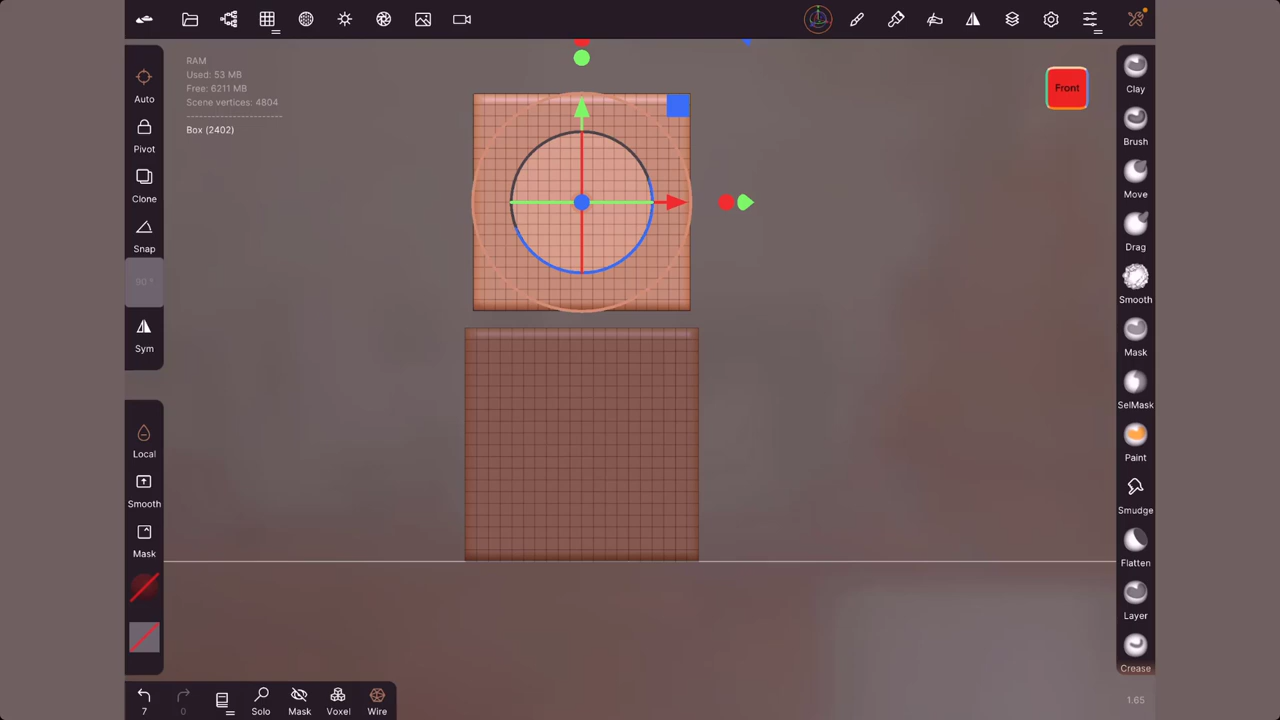 RAM
Used: 53 MB
Free: 6211 MB
Scene vertices: 4804
Box (2402)
Front
Auto
Pivot
Clone
Snap
90 °
Sym
Local
Smooth
Mask
Clay
Brush
Move
Drag
Smooth
Mask
SelMask
Paint
Smudge
Flatten
Layer
Crease
7
0
Solo
Mask
Voxel
Wire
1.65